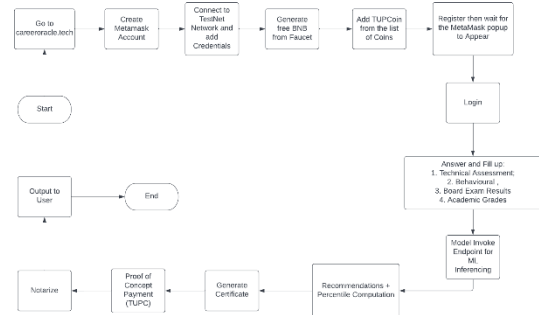 Go to
careeroracle.tech
Create
Metamask
Account
Connect to
TestNet
Network and
add
Credentials
Generate
free BNB
from Faucet
Add TUPCoin
from the list
of Coins
Register then wait for
the MetaMask popup
to Appear
Start
Login
Answer and Fill up:
1. Technical Assessment;
2. Behavioural ,
3. Board Exam Results
4. Academic Grades
Output to
User
End
Model Invoke
Endpoint for
ML
Inferencing
Notarize
Proof of
Concept
Payment
(TUPC)
Generate
Certificate
Recommendations +
Percentile Computation